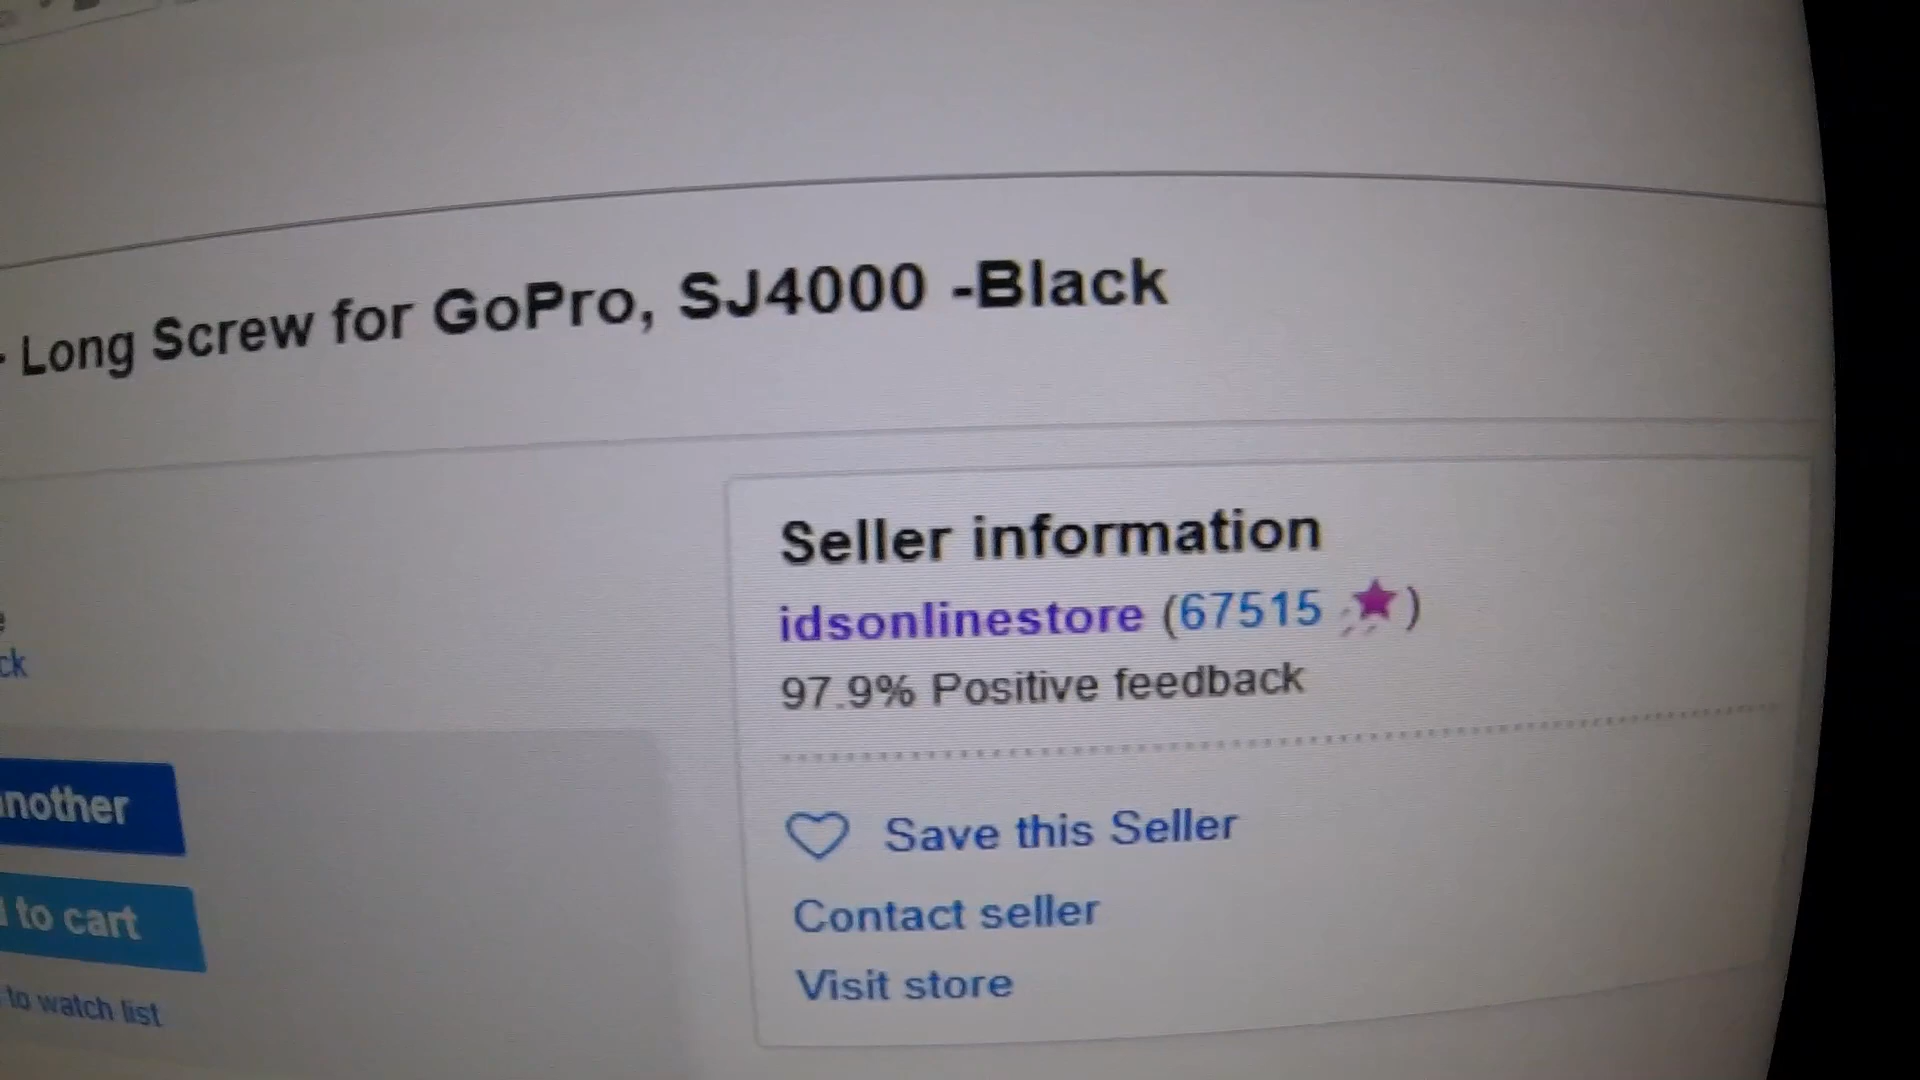 Long Screw for GoPro, SJ4000 -Black
Seller information
idsonlinestore (67515 ★)
97.9% Positive feedback
Save this Seller
Contact seller
Visit store
ck
nother
to cart
to watch list